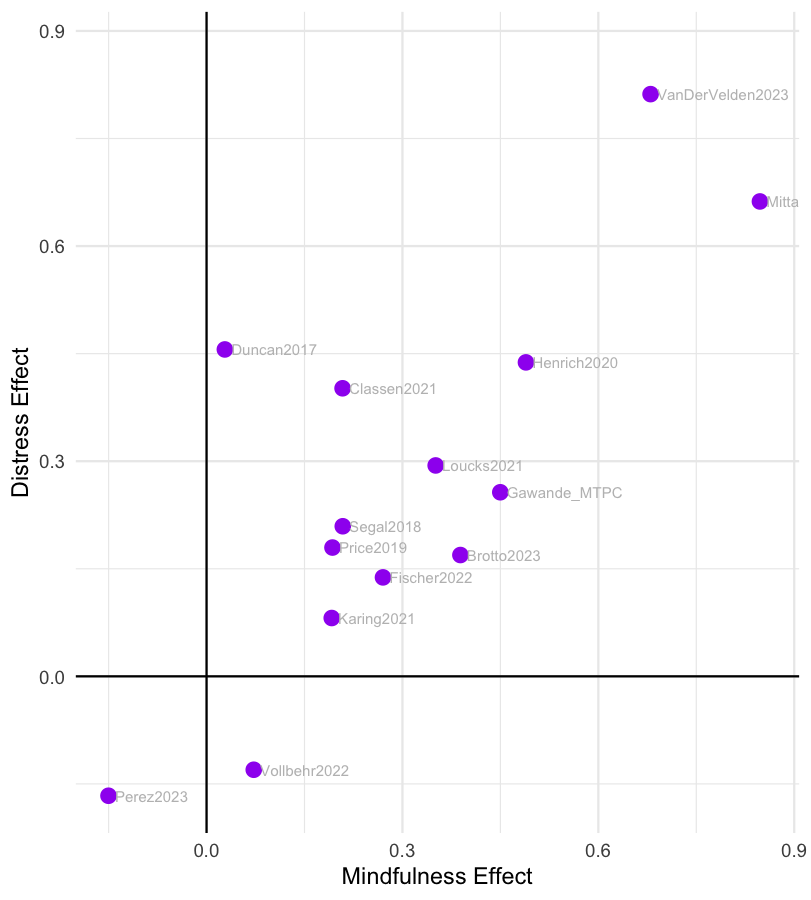 0.9
VanDerVelden2023
Mitta
0.6
Duncan2017
Henrich2020
Classen2021
0.3
Loucks2021
Gawande_MTPC
Segal2018
Price2019
Brotto2023
Fischer2022
Karing2021
0.0
Vollbehr2022
Perez2023
0.0 0.3 0.6 0.9
Mindfulness Effect
Distress Effect